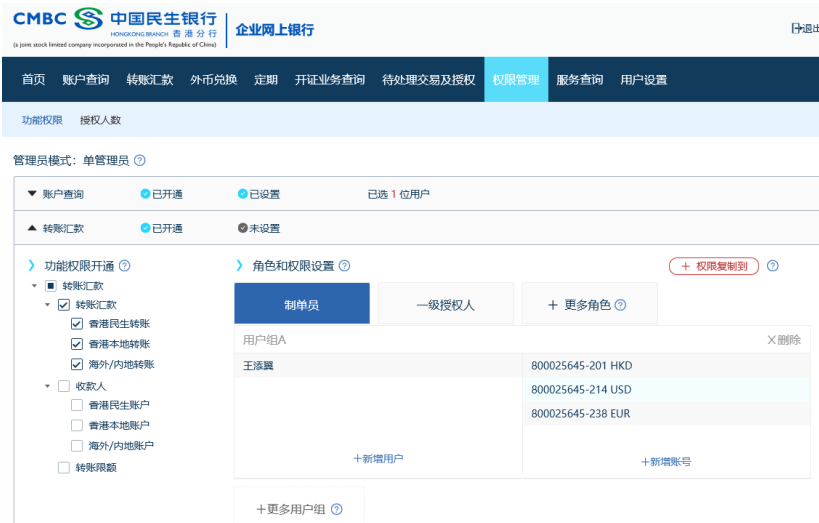 CMBC 中国民生银行
HONGKONG BRANCH 香港分行
(a joint stock limited company incorporated in the People's Republic of China)
企业网上银行
退出
首页 账户查询 转账汇款 外币兑换 定期 开证业务查询 待处理交易及授权 权限管理 服务查询 用户设置
功能权限 授权人数
管理员模式：单管理员 ?
账户查询 已开通 已设置 已选 1 位用户
转账汇款 已开通 未设置
功能权限开通 ? 角色和权限设置 ? + 权限复制到 ?
转账汇款
转账汇款
香港民生转账
香港本地转账
海外/内地转账
收款人
香港民生账户
香港本地账户
海外/内地账户
转账限额
制单员 一级授权人 + 更多角色 ?
用户组A X删除
王添翼 800025645-201 HKD
800025645-214 USD
800025645-238 EUR
+新增用户 +新增账号
+更多用户组 ?